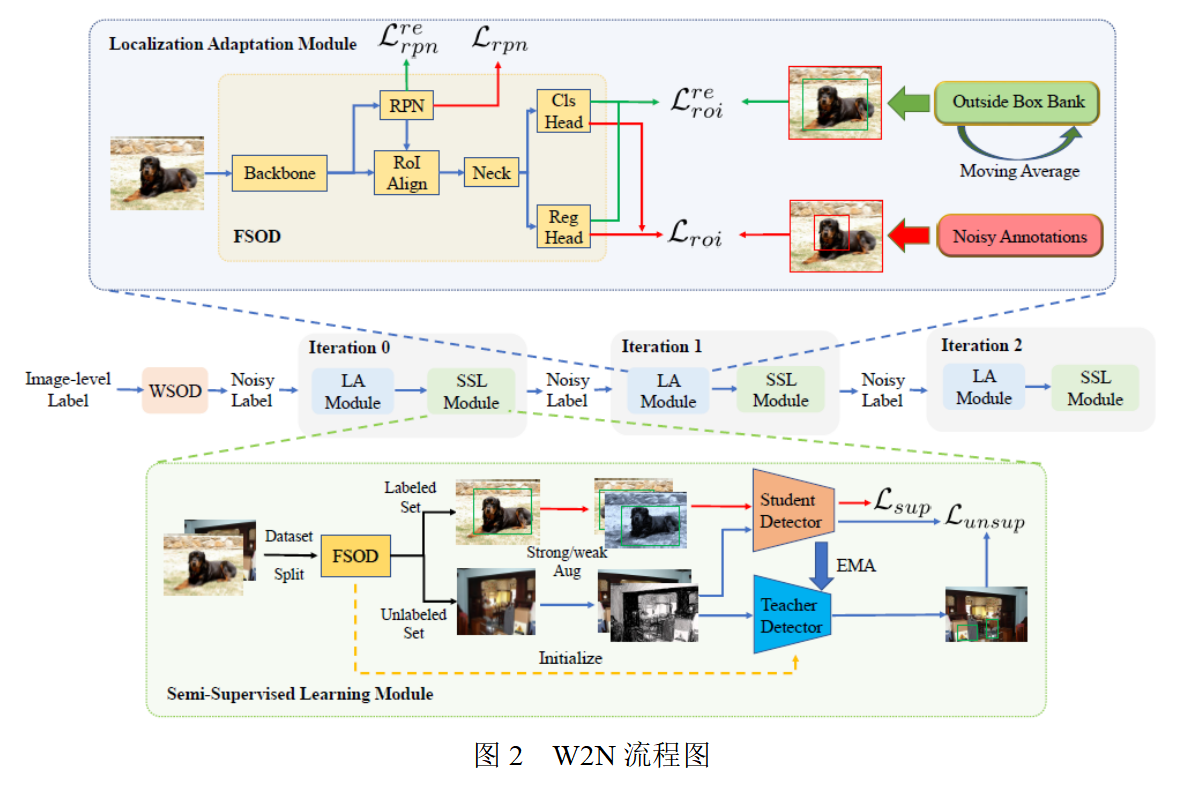 Localization Adaptation Module
$\mathcal{L}_{rpn}^{re}$
$\mathcal{L}_{rpn}$
RPN
Cls
Head
$\mathcal{L}_{roi}^{re}$
Outside Box Bank
Moving Average
Backbone
RoI
Align
Neck
Reg
Head
FSOD
$\mathcal{L}_{roi}$
Noisy Annotations
Image-level
Label
WSOD
Noisy
Label
Iteration 0
LA
Module
SSL
Module
Noisy
Label
Iteration 1
LA
Module
SSL
Module
Noisy
Label
Iteration 2
LA
Module
SSL
Module
Dataset
Split
FSOD
Labeled
Set
Unlabeled
Set
Strong/weak
Aug
Student
Detector
$\mathcal{L}_{sup}$
$\mathcal{L}_{unsup}$
EMA
Teacher
Detector
Initialize
Semi-Supervised Learning Module
图 2 W2N 流程图